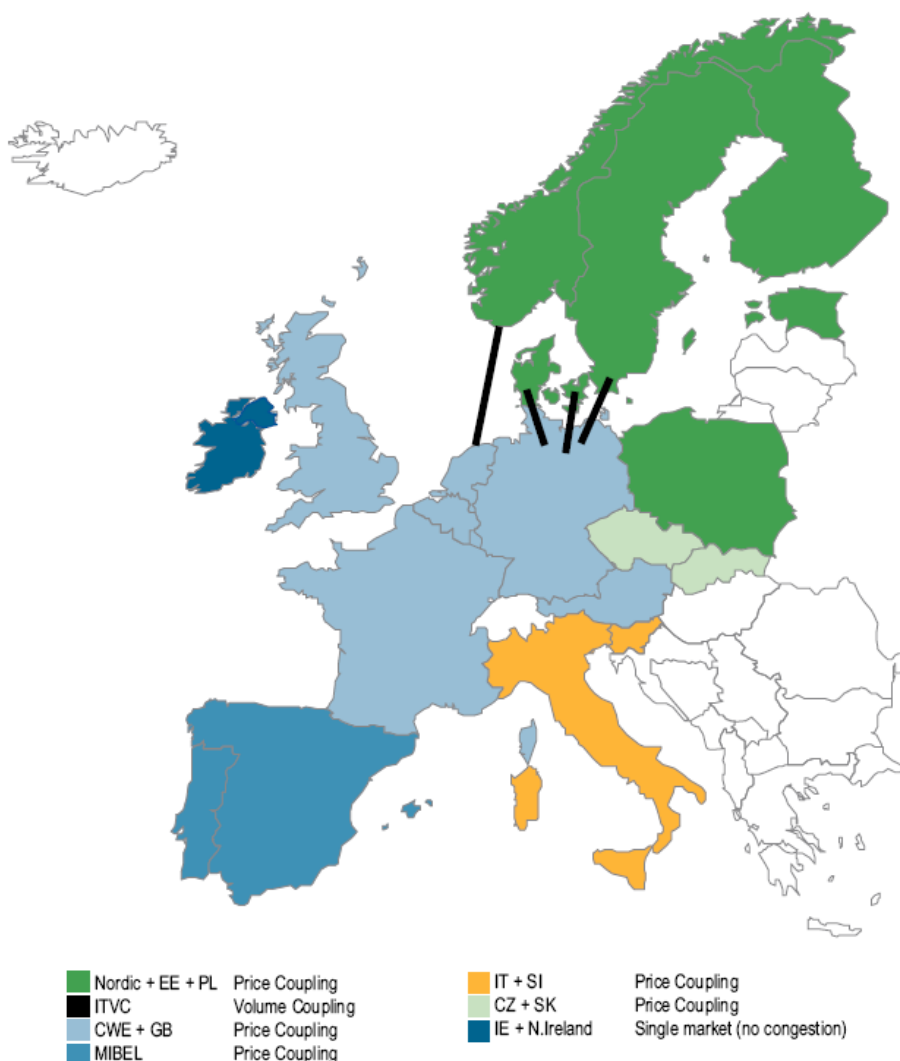 Nordic + EE + PL Price Coupling
ITVC Volume Coupling
CWE + GB Price Coupling
MIBEL Price Coupling
IT + SI Price Coupling
CZ + SK Price Coupling
IE + N.Ireland Single market (no congestion)